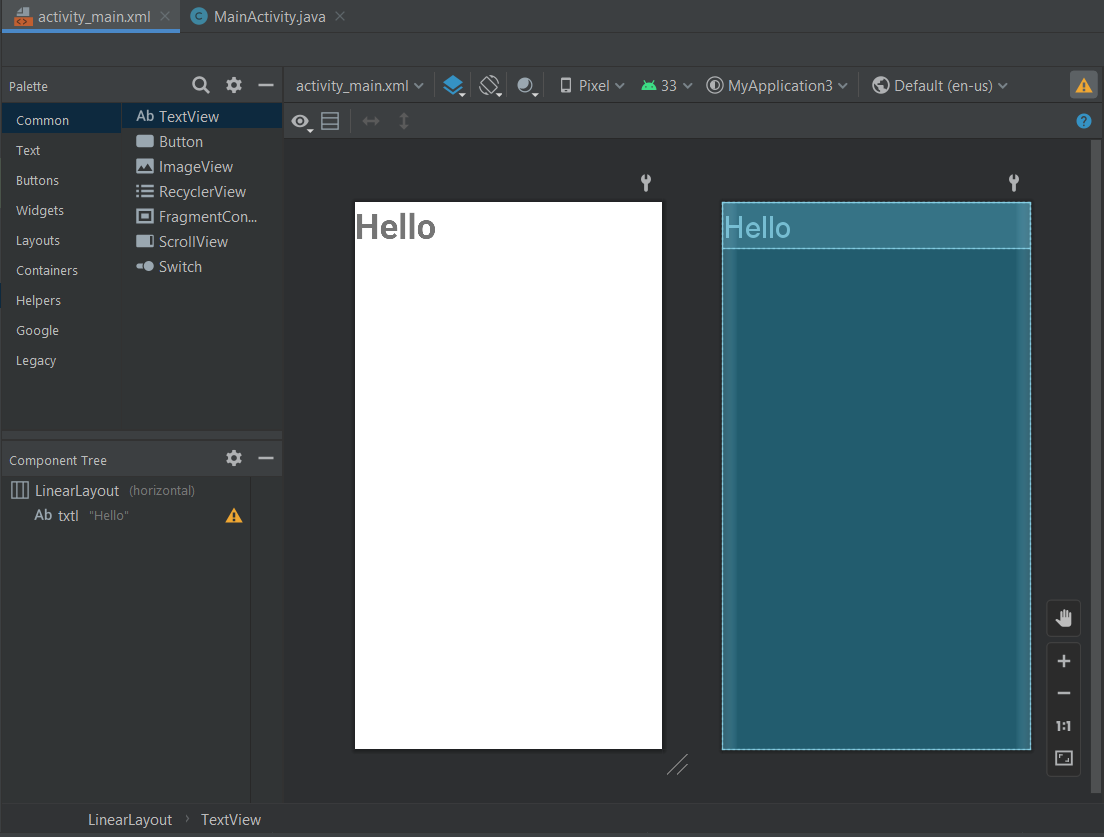 activity_main.xml MainActivity.java
Palette
activity_main.xml Pixel 33 MyApplication3 Default (en-us)
Common
Text
Buttons
Widgets
Layouts
Containers
Helpers
Google
Legacy
Ab TextView
Button
ImageView
RecyclerView
FragmentCon...
ScrollView
Switch
?
Hello
Hello
Component Tree
LinearLayout (horizontal)
Ab txtl "Hello"
1:1
LinearLayout › TextView